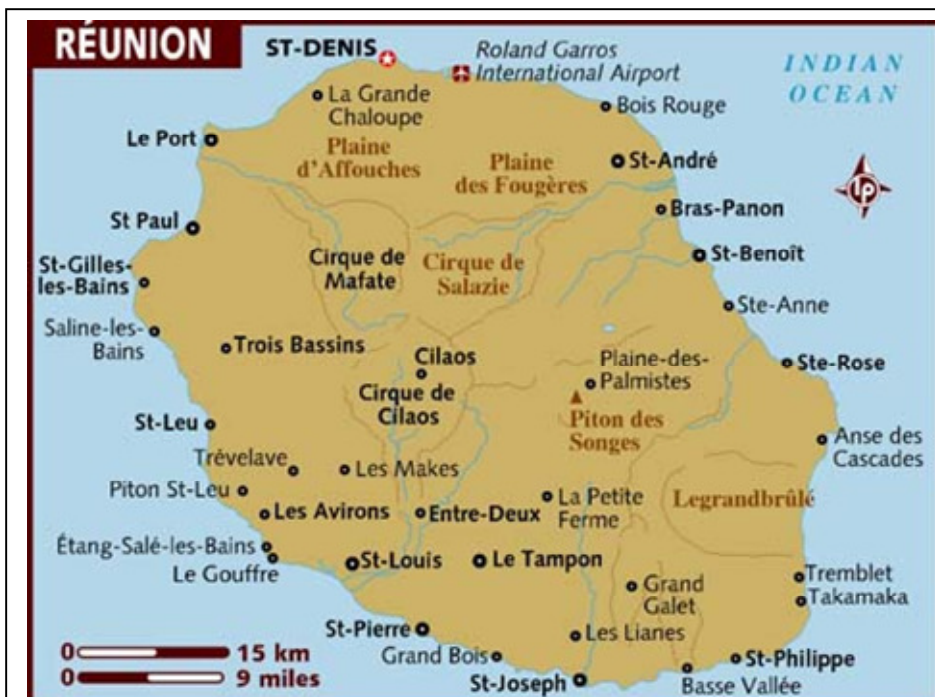 RÉUNION
ST-DENIS
Roland Garros
International Airport
INDIAN
OCEAN
La Grande
Chaloupe
Bois Rouge
Le Port
Plaine
d'Affouches
Plaine
des Fougères
St-André
lp
St Paul
Bras-Panon
St-Gilles-
les-Bains
Cirque de
Mafate
Cirque de
Salazie
St-Benoît
Saline-les-
Bains
Ste-Anne
Trois Bassins
Cilaos
Cirque de
Cilaos
Plaine-des-
Palmistes
Ste-Rose
Piton des
Songes
St-Leu
Anse des
Cascades
Trévelave
Les Makes
Piton St-Leu
La Petite
Ferme
Legrandbrûlé
Les Avirons
Entre-Deux
Étang-Salé-les-Bains
Le Gouffre
St-Louis
Le Tampon
Grand
Galet
Tremblet
Takamaka
St-Pierre
Les Lianes
Grand Bois
St-Philippe
St-Joseph
Basse Vallée
0 15 km
0 9 miles